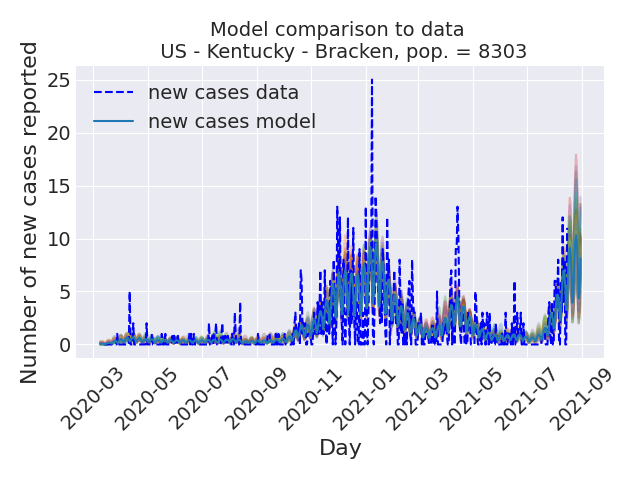 Model comparison to data
US - Kentucky - Bracken, pop. = 8303
Number of new cases reported
25
20
15
10
5
0
new cases data
new cases model
2020-03
2020-05
2020-07
2020-09
2020-11
2021-01
2021-03
2021-05
2021-07
2021-09
Day